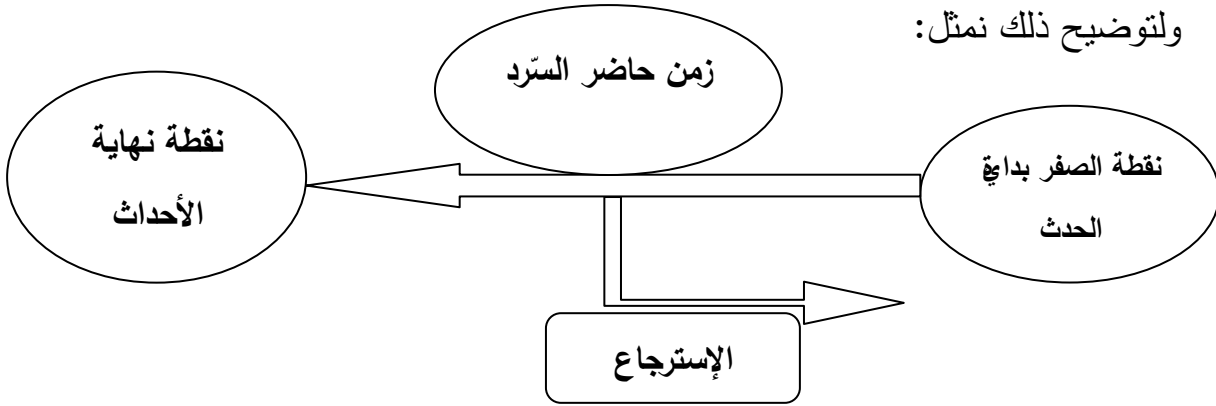 ولتوضيح ذلك نمثل:
زمن حاضر السّرد
نقطة الصفر بداية
الحدث
نقطة نهاية
الأحداث
الإسترجاع